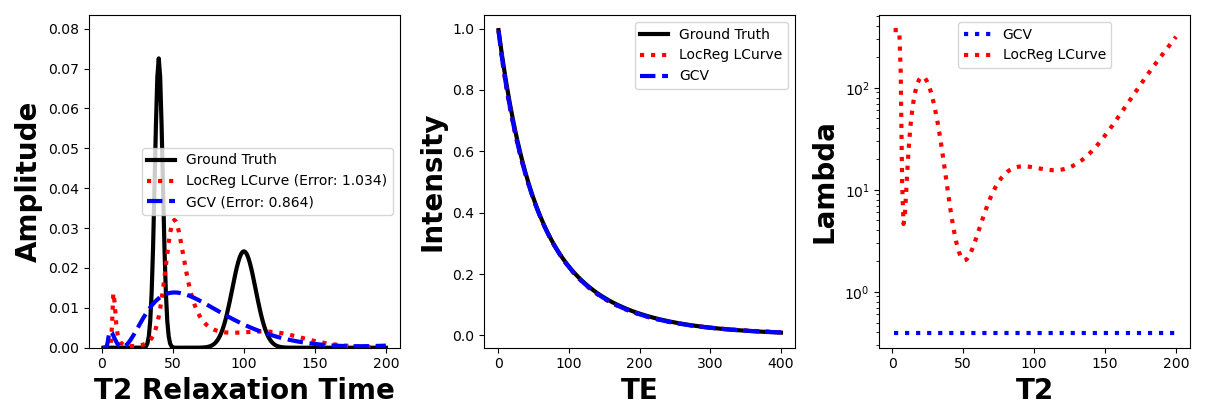 Amplitude
0.08
0.07
0.06
0.05
0.04
0.03
0.02
0.01
0.00
Ground Truth
LocReg LCurve (Error: 1.034)
GCV (Error: 0.864)
0 50 100 150 200
T2 Relaxation Time
Intensity
1.0
0.8
0.6
0.4
0.2
0.0
Ground Truth
LocReg LCurve
GCV
0 100 200 300 400
TE
Lambda
10²
10¹
10⁰
GCV
LocReg LCurve
0 50 100 150 200
T2